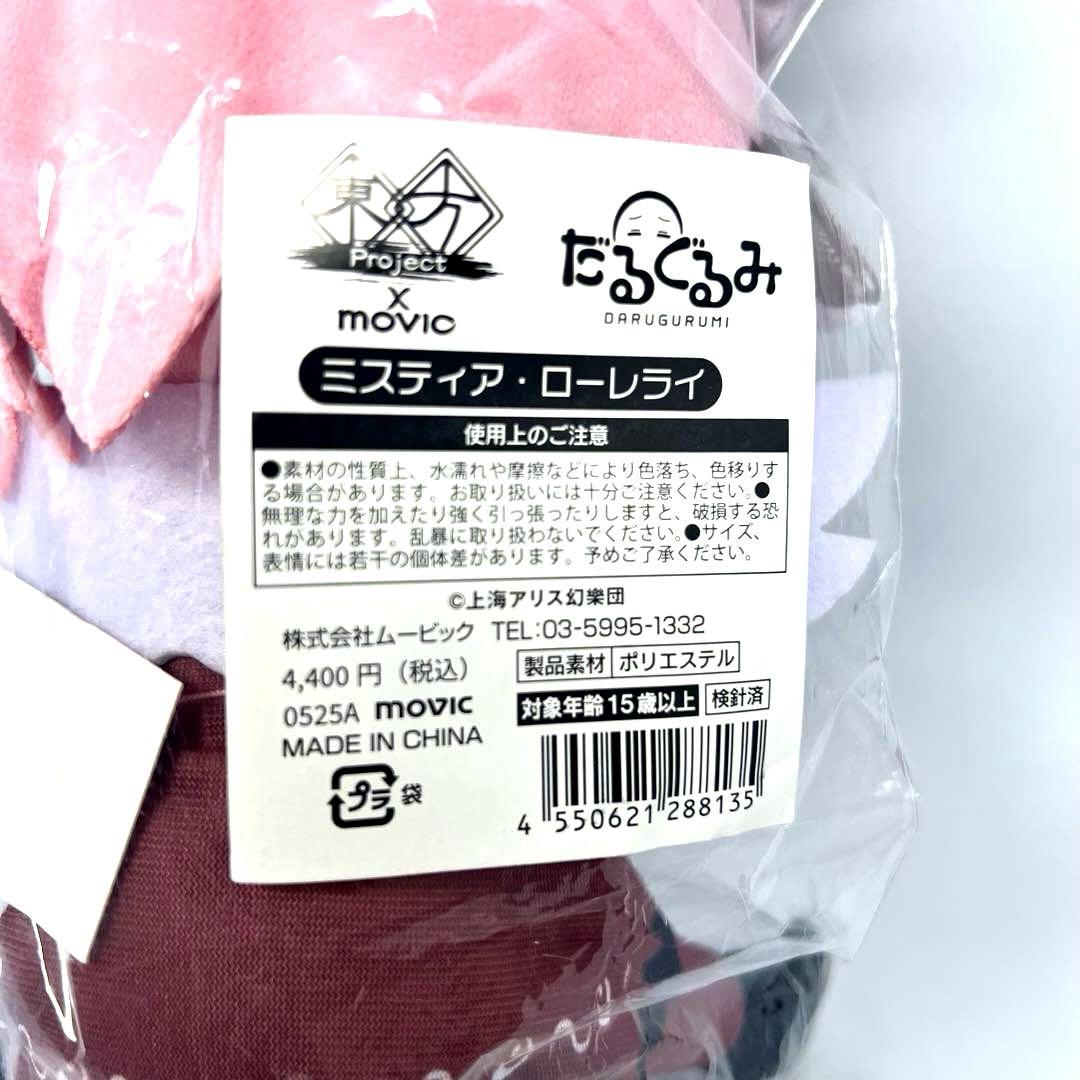 東方
Project
x
movic
だるぐるみ
DARUGURUMI
ミスティア・ローレライ
使用上のご注意
●素材の性質上、水濡れや摩擦などにより色落ち、色移りす
る場合があります。お取り扱いには十分ご注意ください。●
無理な力を加えたり強く引っ張ったりしますと、破損する恐
れがあります。乱暴に取り扱わないでください。●サイズ、
表情には若干の個体差があります。予めご了承ください。
©上海アリス幻樂団
株式会社ムービック TEL:03-5995-1332
4,400円（税込） 製品素材 ポリエステル
0525A movic 対象年齢15歳以上 検針済
MADE IN CHINA
プラ 袋
4 550621 288135